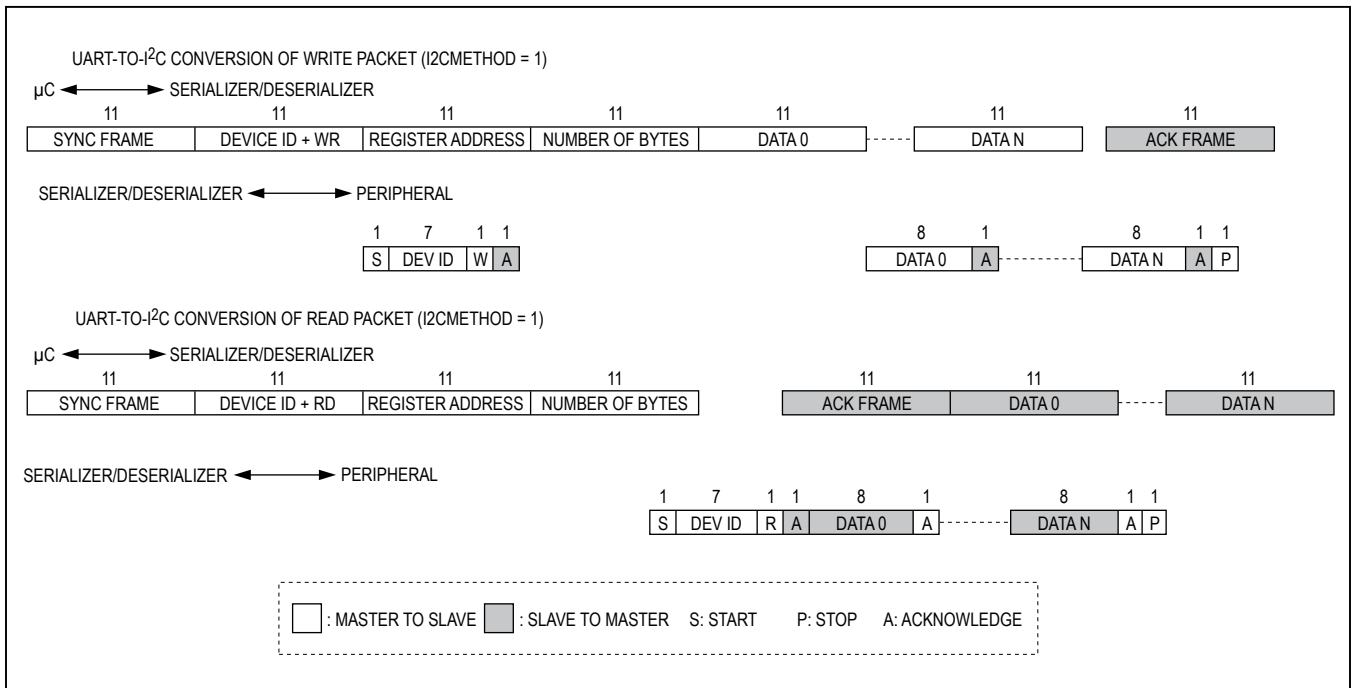 UART-TO-I2C CONVERSION OF WRITE PACKET (I2CMETHOD = 1)
µC SERIALIZER/DESERIALIZER
11 11 11 11 11 11 11
SYNC FRAME DEVICE ID + WR REGISTER ADDRESS NUMBER OF BYTES DATA 0 DATA N ACK FRAME
SERIALIZER/DESERIALIZER PERIPHERAL
1 7 1 1 8 1 8 1 1
S DEV ID W A DATA 0 A DATA N A P
UART-TO-I2C CONVERSION OF READ PACKET (I2CMETHOD = 1)
µC SERIALIZER/DESERIALIZER
11 11 11 11 11 11 11
SYNC FRAME DEVICE ID + RD REGISTER ADDRESS NUMBER OF BYTES ACK FRAME DATA 0 DATA N
SERIALIZER/DESERIALIZER PERIPHERAL
1 7 1 1 8 1 8 1 1
S DEV ID R A DATA 0 A DATA N A P
: MASTER TO SLAVE : SLAVE TO MASTER S: START P: STOP A: ACKNOWLEDGE